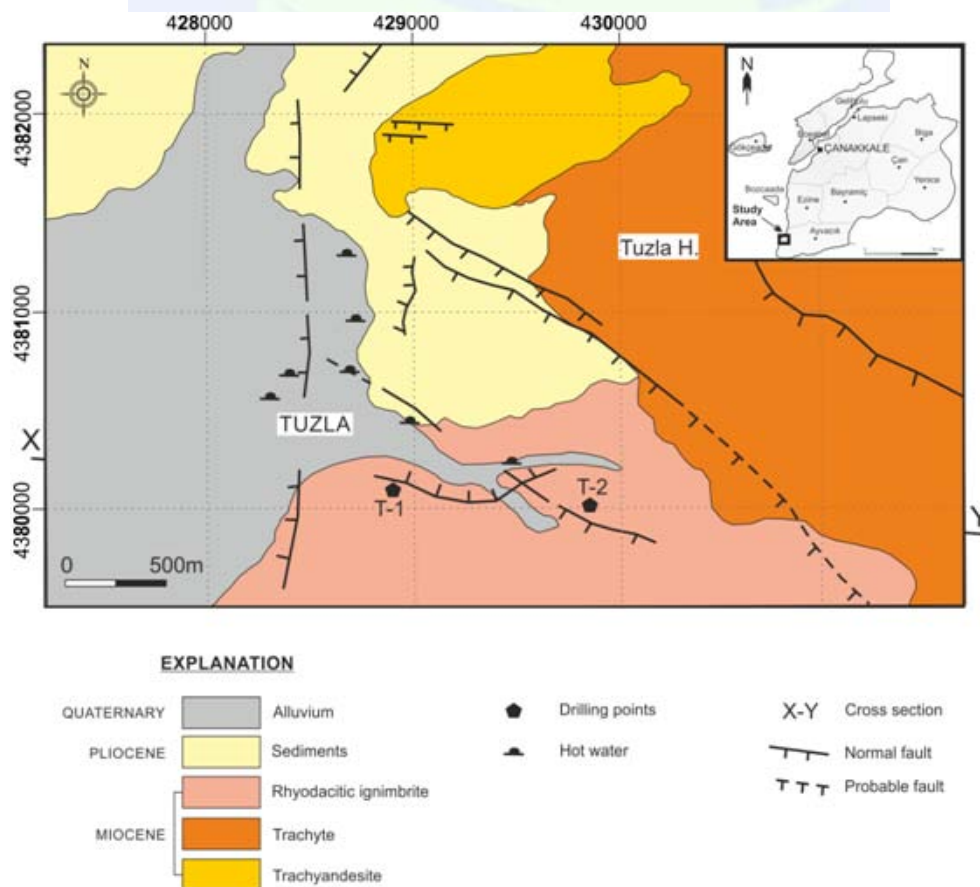 428000 429000 430000
N
4382000
4381000
4380000
N
Gelibolu
Lapseki
Eceabat
Biga
Gökçeada
ÇANAKKALE
Çan
Yenice
Bozcaada
Bayramiç
Ezine
Study
Area
Ayvacık
Tuzla H.
TUZLA
X
T-1
T-2
Y
0 500m
EXPLANATION
QUATERNARY Alluvium
PLIOCENE Sediments
Rhyodacitic ignimbrite
MIOCENE Trachyte
Trachyandesite
Drilling points
Hot water
X-Y Cross section
Normal fault
Probable fault